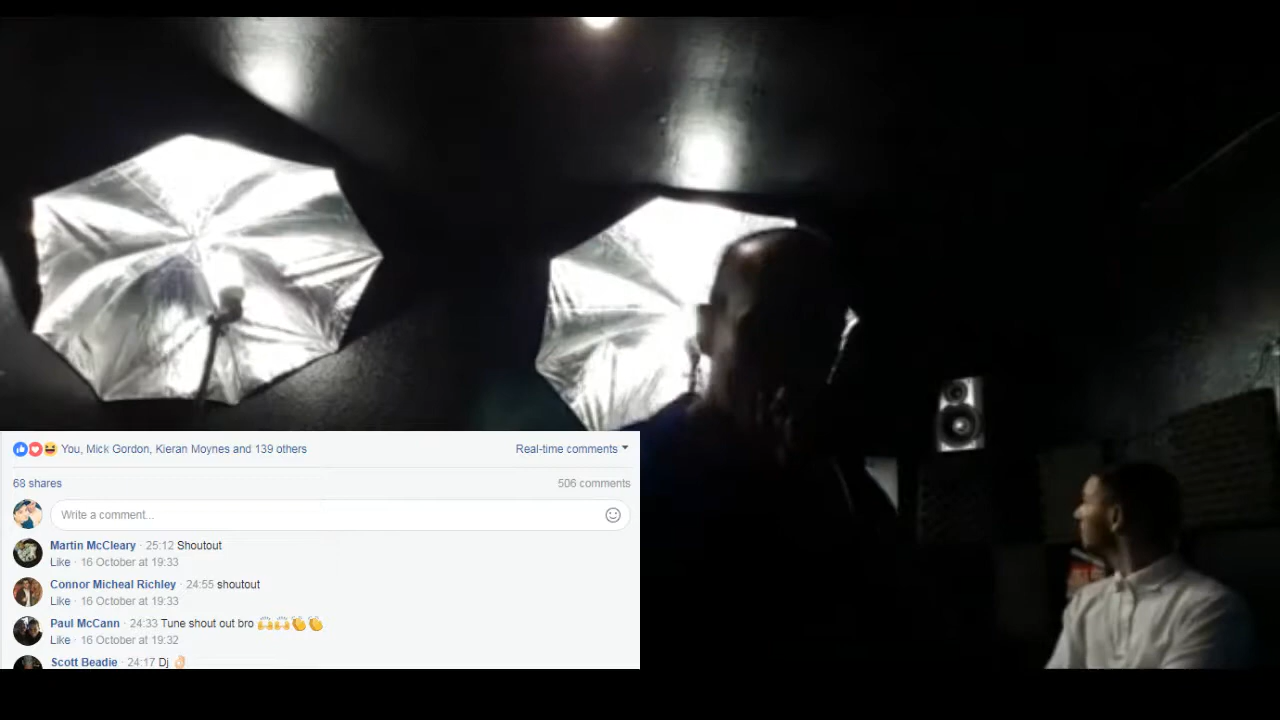 You, Mick Gordon, Kieran Moynes and 139 others
Real-time comments
68 shares
506 comments
Write a comment...
Martin McCleary · 25:12 Shoutout
Like · 16 October at 19:33
Connor Micheal Richley · 24:55 shoutout
Like · 16 October at 19:33
Paul McCann · 24:33 Tune shout out bro 🙌🙌👏👏
Like · 16 October at 19:32
Scott Beadie · 24:17 Dj 👌